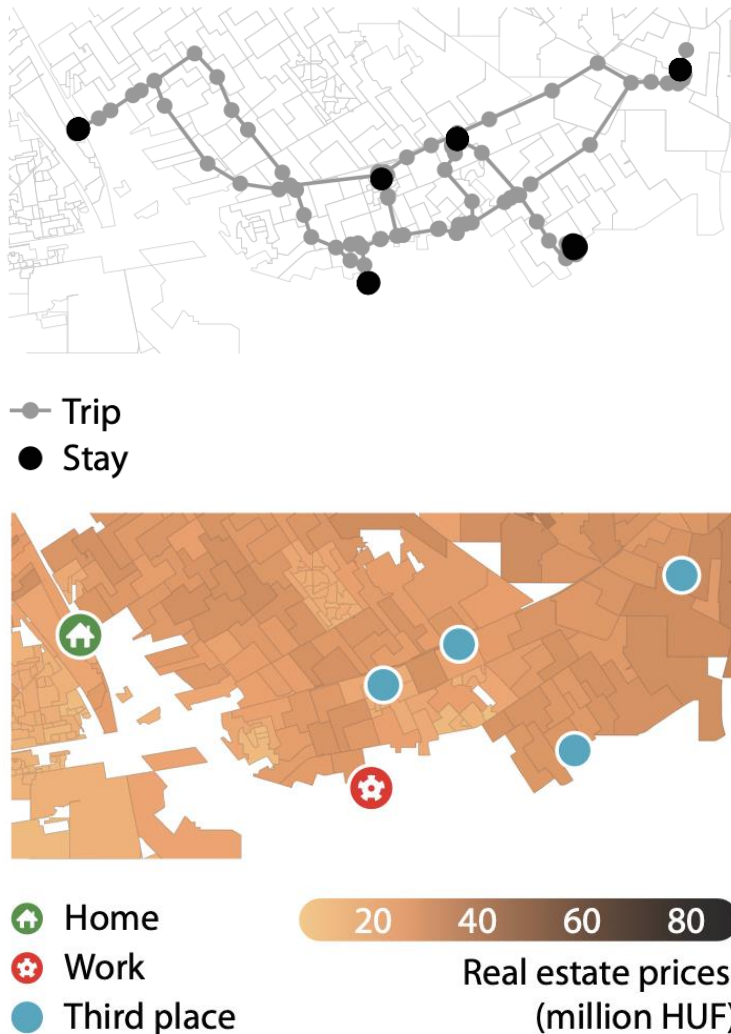 Trip
Stay
Home
Work
Third place
20 40 60 80
Real estate prices
(million HUF)